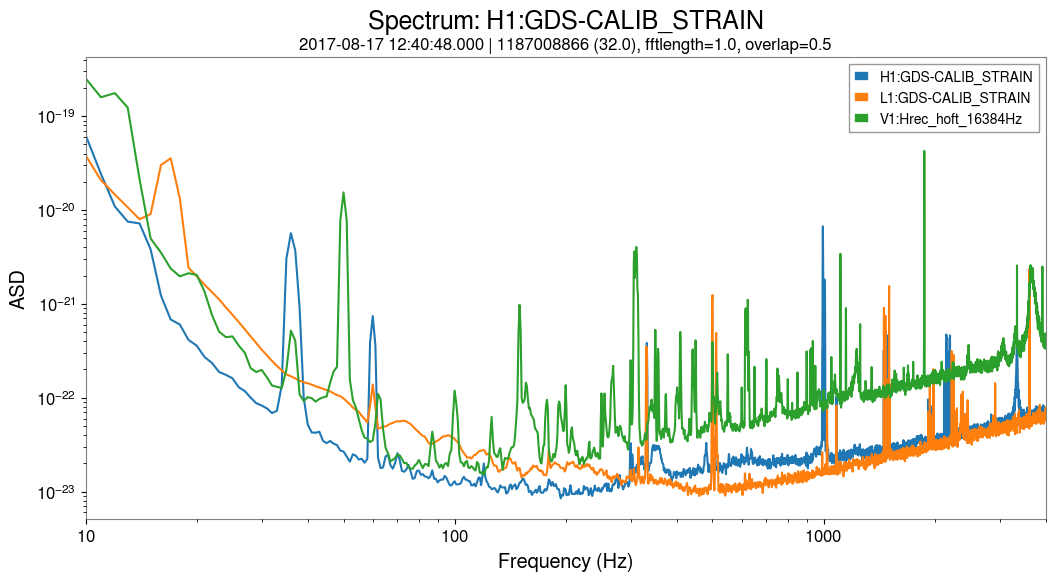 Spectrum: H1:GDS-CALIB_STRAIN
2017-08-17 12:40:48.000 | 1187008866 (32.0), fftlength=1.0, overlap=0.5
H1:GDS-CALIB_STRAIN
L1:GDS-CALIB_STRAIN
V1:Hrec_hoft_16384Hz
10⁻¹⁹
10⁻²⁰
10⁻²¹
10⁻²²
10⁻²³
ASD
10 100 1000
Frequency (Hz)